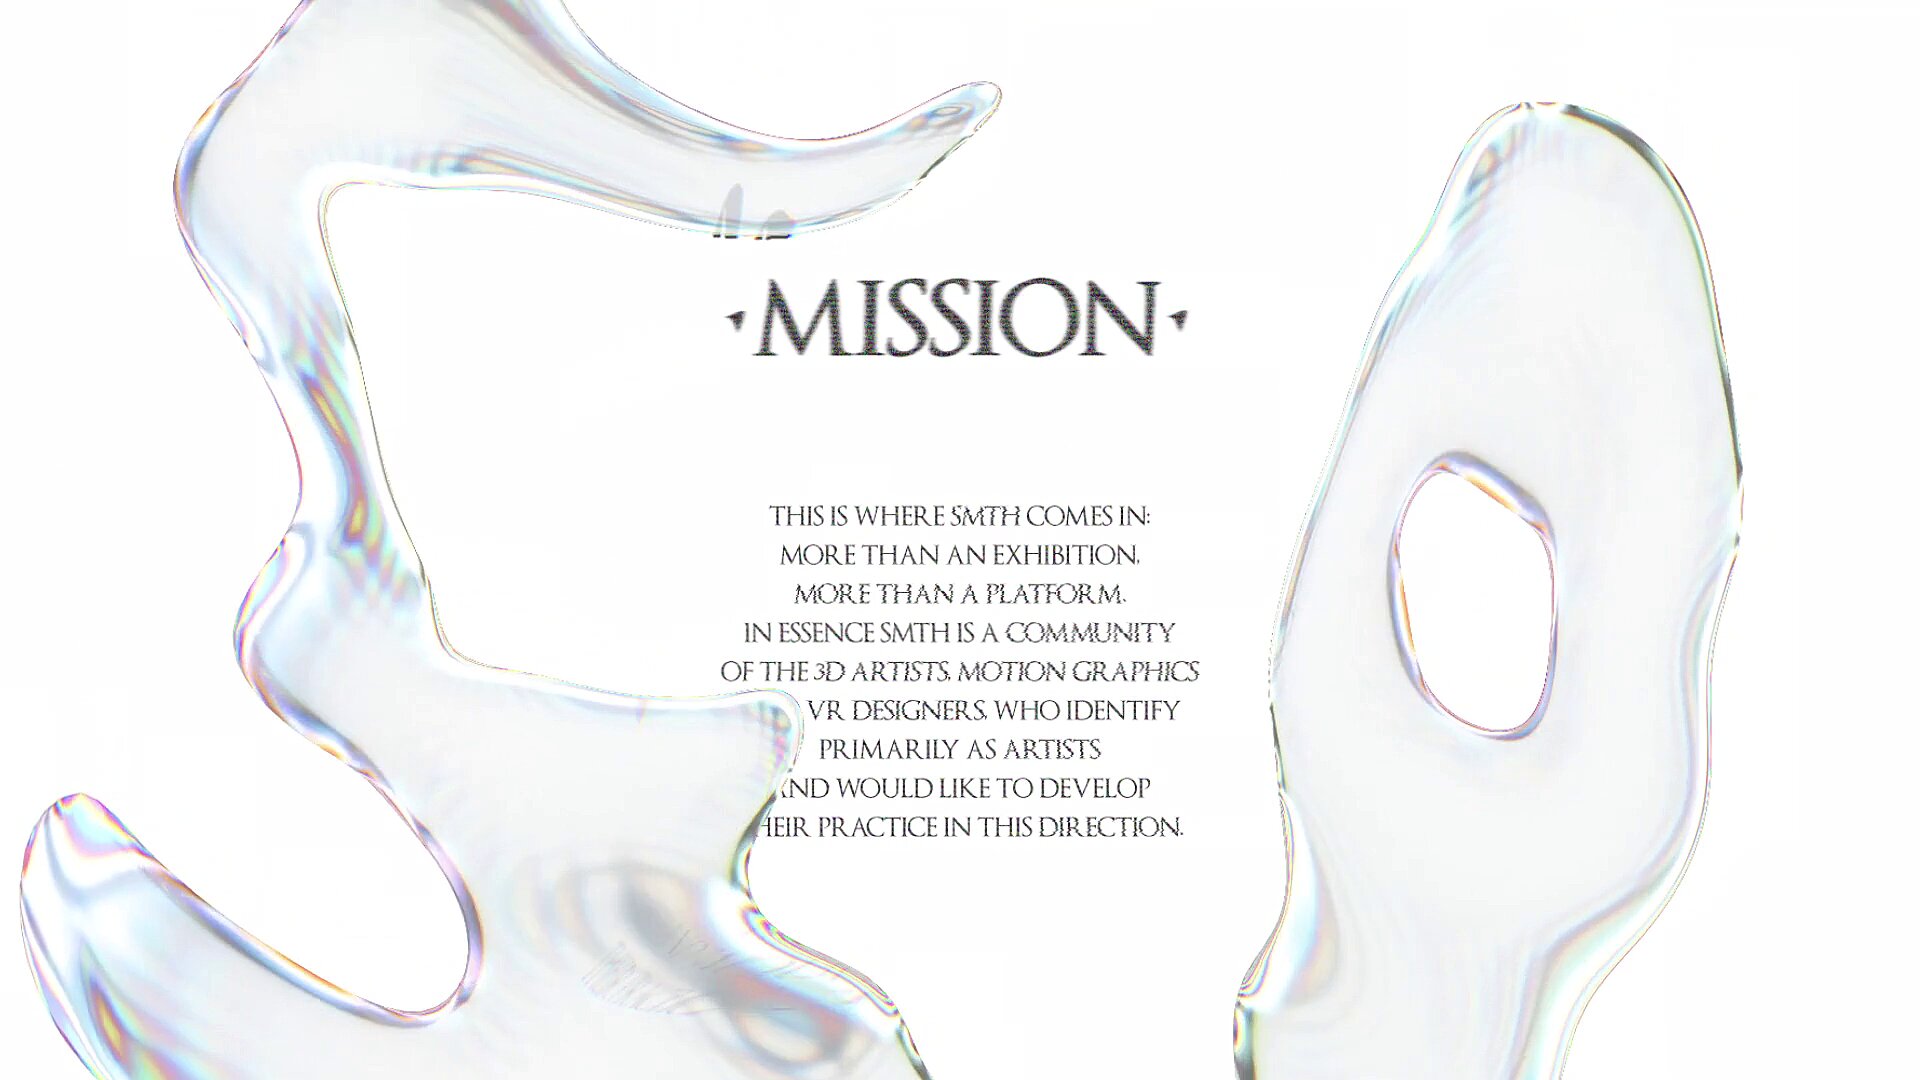 ·MISSION·
THIS IS WHERE SMTH COMES IN:
MORE THAN AN EXHIBITION,
MORE THAN A PLATFORM.
IN ESSENCE SMTH IS A COMMUNITY
OF THE 3D ARTISTS, MOTION GRAPHICS
VR DESIGNERS, WHO IDENTIFY
PRIMARILY AS ARTISTS
ND WOULD LIKE TO DEVELOP
HEIR PRACTICE IN THIS DIRECTION.